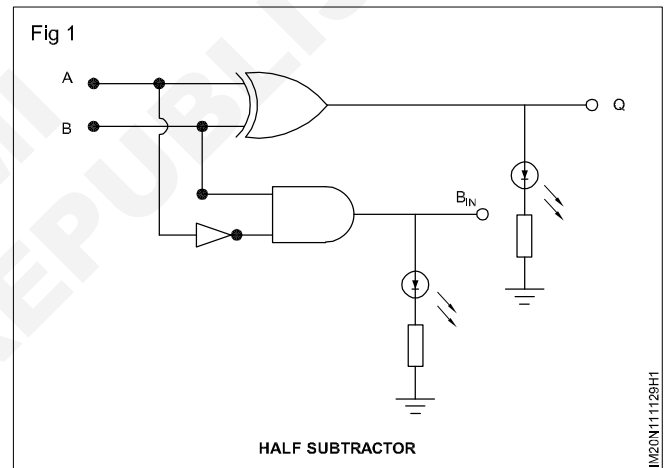 Fig 1
A
B
Q
B_IN
HALF SUBTRACTOR
IM20N111129H1